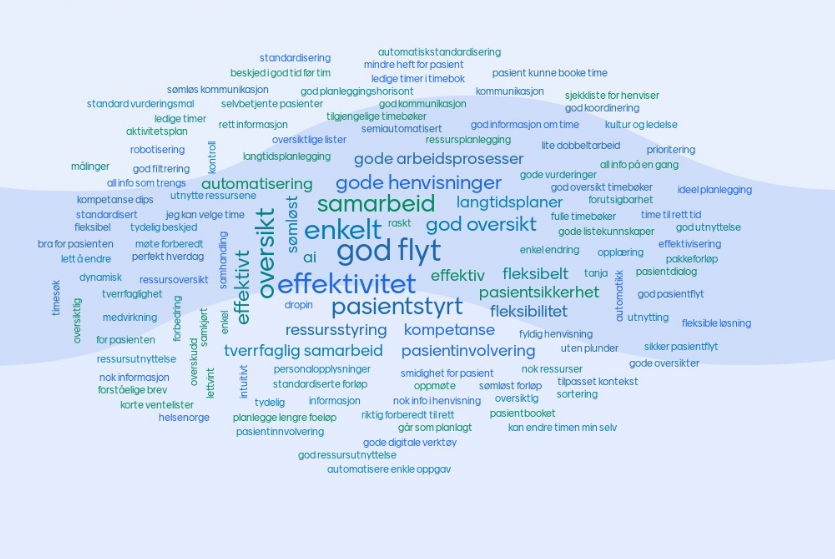 automatiskstandardisering
standardisering
mindre heft for pasient
beskjed i god tid før tim
pasient kunne booke time
ledige timer i timebok
sømløs kommunikasjon
god planleggingshorisont
kommunikasjon
sjekkliste for henviser
standard vurderingsmal
selvbetjente pasienter
god kommunikasjon
god koordinering
ledige timer
tilgjengelige timebøker
rett informasjon
semiautomatisert
god informasjon om time
kultur og ledelse
aktivitetsplan
oversiktlige lister
ressursplanlegging
lite dobbeltarbeid
robotisering
kontroll
langtidsplanlegging
gode arbeidsprosesser
prioritering
målinger
god filtrering
all info på en gang
gode vurderinger
all info som trengs
automatisering
gode henvisninger
god oversikt timebøker
ideel planlegging
kompetanse dips
utnytte ressursene
samarbeid
langtidsplaner
forutsigbarhet
standardisert
jeg kan velge time
oversikt
sømløst
enkelt
raskt
god oversikt
fulle timebøker
time til rett tid
fleksibel
tydelig beskjed
gode listekunnskaper
god utnyttelse
bra for pasienten
møte forberedt
samhandling
god flyt
enkel endring
opplæring
effektivisering
lett å endre
perfekt hverdag
effektivt
ai
pakkeforløp
dynamisk
ressursoversikt
effektivitet
effektiv
fleksibelt
tanja
automatikk
pasientdialog
timesøk
tverrfaglighet
pasientsikkerhet
god pasientflyt
oversiktlig
forbedring
dropin
pasientstyrt
fleksibilitet
medvirkning
samkjørt
enkel
utnytting
fleksible løsning
for pasienten
ressursstyring
kompetanse
fyldig henvisning
ressursutnyttelse
overskudd
tverrfaglig samarbeid
pasientinvolvering
uten plunder
sikker pasientflyt
gode oversikter
nok informasjon
lettvint
intuitivt
personalopplysninger
smidighet for pasient
nok ressurser
forståelige brev
standardiserte forløp
oppmøte
sømløst forløp
tilpasset kontekst
korte ventelister
tydelig
informasjon
nok info i henvisning
oversiktlg
sortering
helsenorge
planlegge lengre foeløp
riktig forberedt til rett
pasientbooket
pasientinnvolvering
går som planlagt
kan endre timen min selv
gode digitale verktøy
god ressursutnyttelse
automatisere enkle oppgav